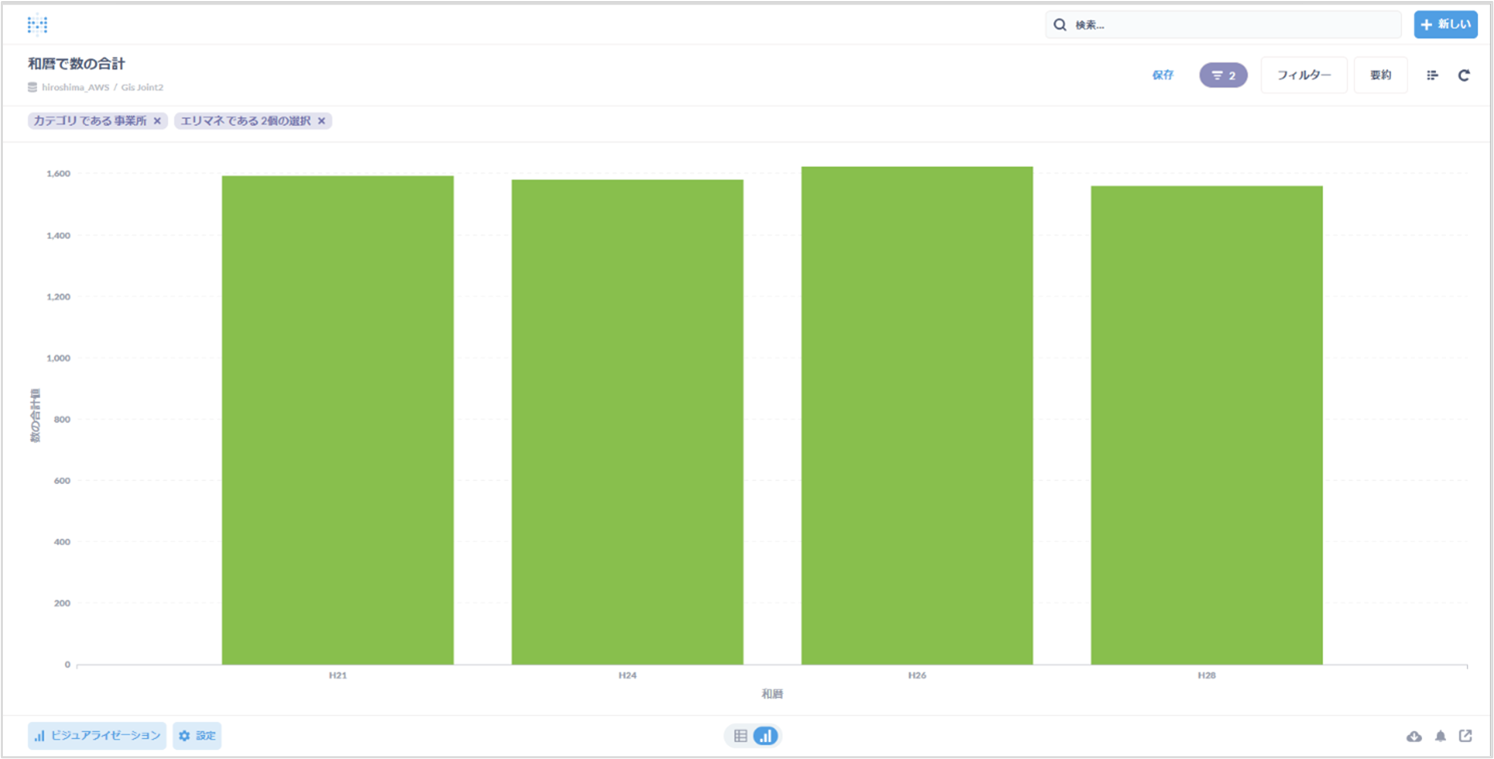 検索...
+ 新しい
和暦で数の合計
hiroshima_AWS / Gis Joint2
保存
2
フィルター
要約
カテゴリ である 事業所 ×
エリマネ である 2個の選択 ×
1,600
1,400
1,200
1,000
800
600
400
200
0
数の合計値
H21
H24
H26
H28
和暦
ビジュアライゼーション
設定